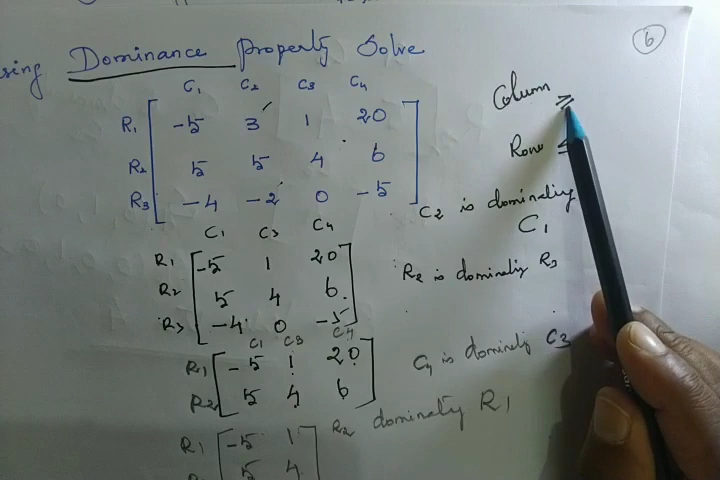 sing Dominance Property Solve
6
C1 C2 C3 C4
R1 -5 3 1 20
R2 5 5 4 6
R3 -4 -2 0 -5
Column ≥
Row ≤
C2 is dominating
C1
C1 C3 C4
R1 -5 1 20
R2 5 4 6
R3 -4 0 -5
R2 is dominating R3
C1 C3 C4
R1 -5 1 20
R2 5 4 6
C4 is dominating C3
R2 dominating R1
R1 -5 1
5 4